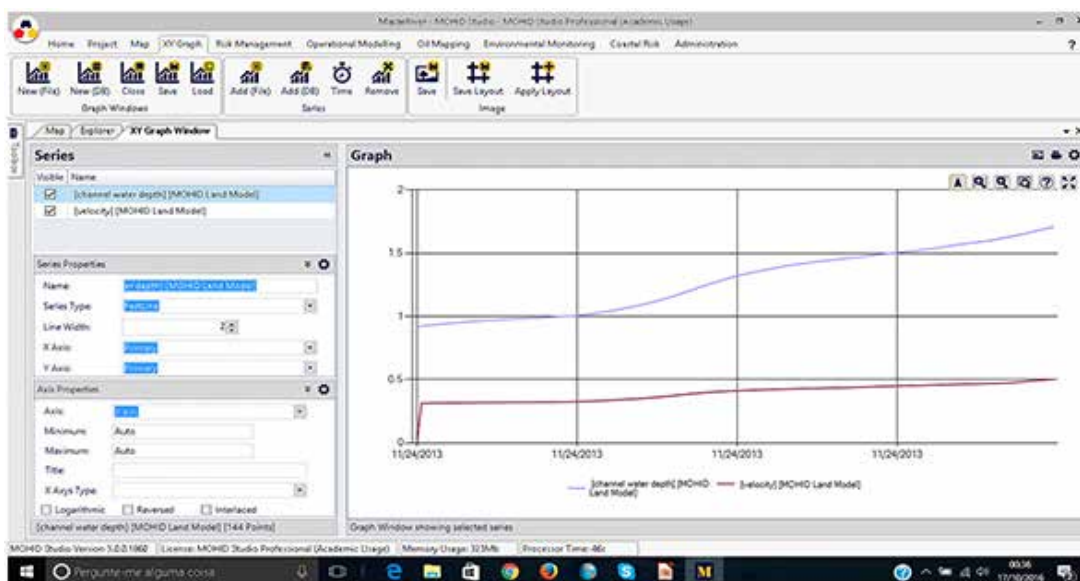 MasterRiver - MOHID Studio - MOHID Studio Professional (Academic Usage)
Home Project Map XY Graph Risk Management Operational Modelling Oil Mapping Environmental Monitoring Coastal Risk Administration
?
New (File) New (DB) Close Save Load Add (File) Add (DB) Time Remove Save Save Layout Apply Layout
Graph Windows Series Image
Toolbox
Map Explorer XY Graph Window
Series
Graph
Visible Name
[channel water depth] [MOHID Land Model]
[velocity] [MOHID Land Model]
Series Properties
Name
er depth] [MOHID Land Model]
Series Type:
FastLine
Line Width:
2
X Axis:
Primary
Y Axis:
Primary
Axis Properties
Axis:
Minimum: Auto
Maximum: Auto
Title:
X Axys Type:
Logarithmic Reversed Interlaced
[channel water depth] [MOHID Land Model] [144 Points]
A
2
1.5
1
0.5
0
11/24/2013 11/24/2013 11/24/2013 11/24/2013
[channel water depth] [MOHID Land Model]
[velocity] [MOHID Land Model]
Graph Window showing selected series
MOHID Studio Version 3.0.0.1860 License: MOHID Studio Professional (Academic Usage) Memory Usage: 323Mb Processor Time: 46s
Pergunte-me alguma coisa
00:36
17/10/2016